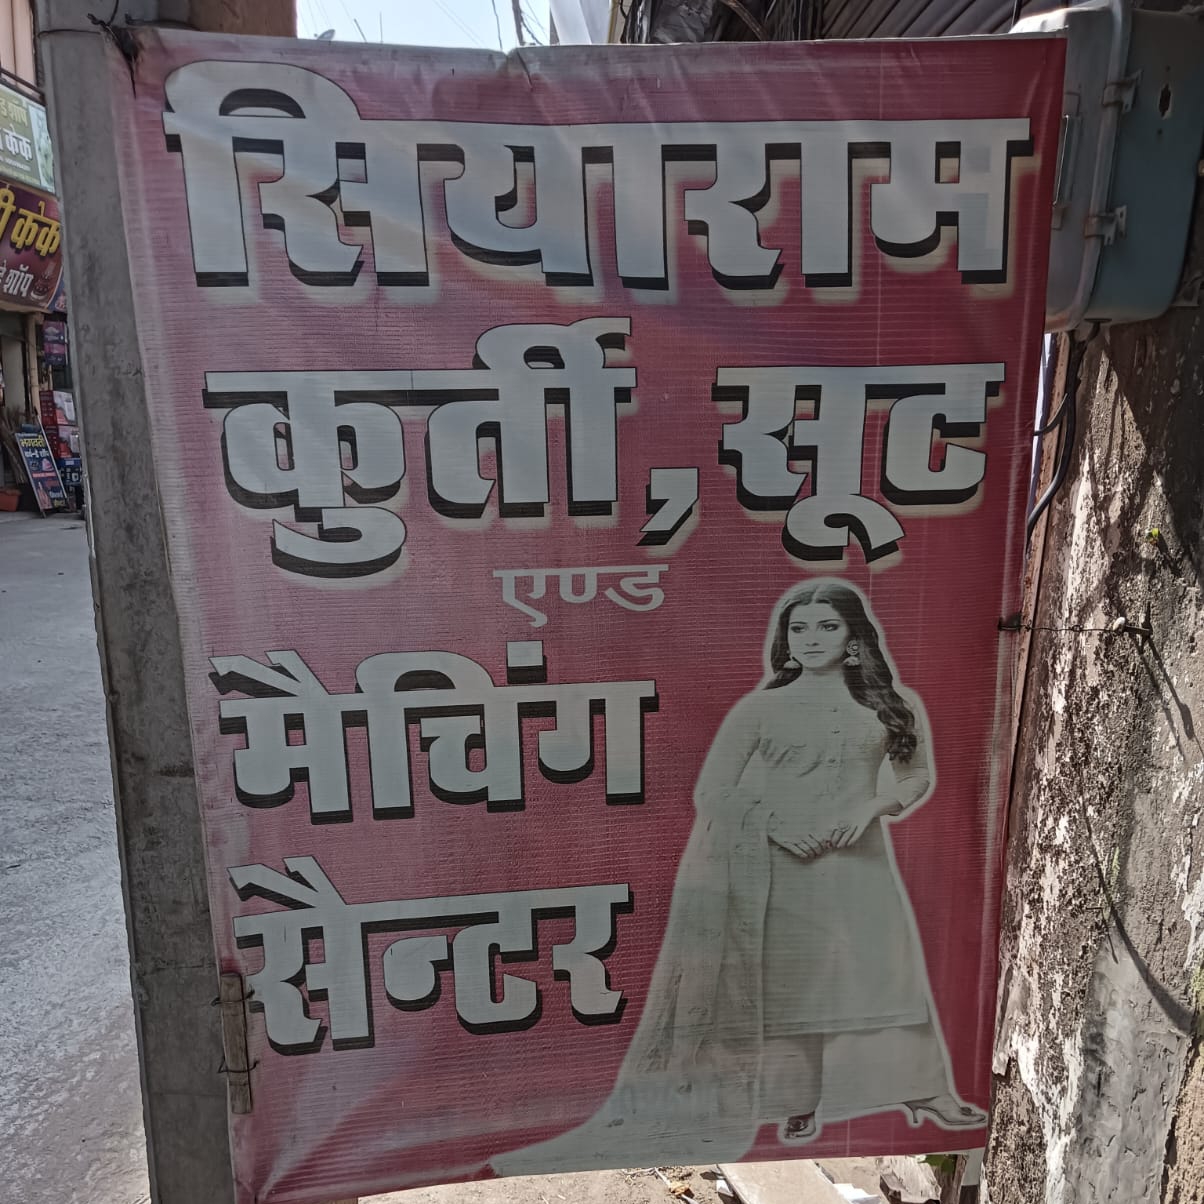 सियाराम
कुर्ती, सूट
एण्ड
मैचिंग
सैन्टर
केक
शॉप